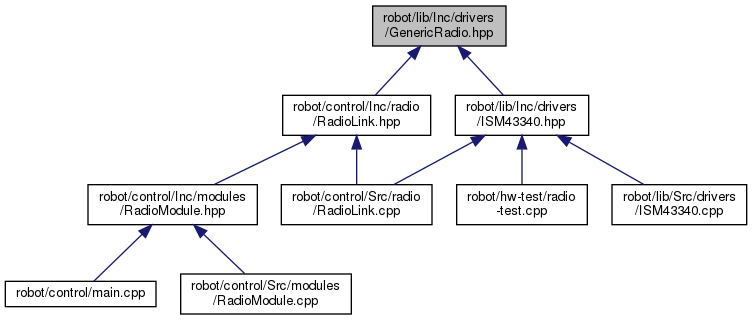 robot/lib/Inc/drivers
/GenericRadio.hpp
robot/control/Inc/radio
/RadioLink.hpp
robot/lib/Inc/drivers
/ISM43340.hpp
robot/control/Inc/modules
/RadioModule.hpp
robot/control/Src/radio
/RadioLink.cpp
robot/hw-test/radio
-test.cpp
robot/lib/Src/drivers
/ISM43340.cpp
robot/control/main.cpp
robot/control/Src/modules
/RadioModule.cpp